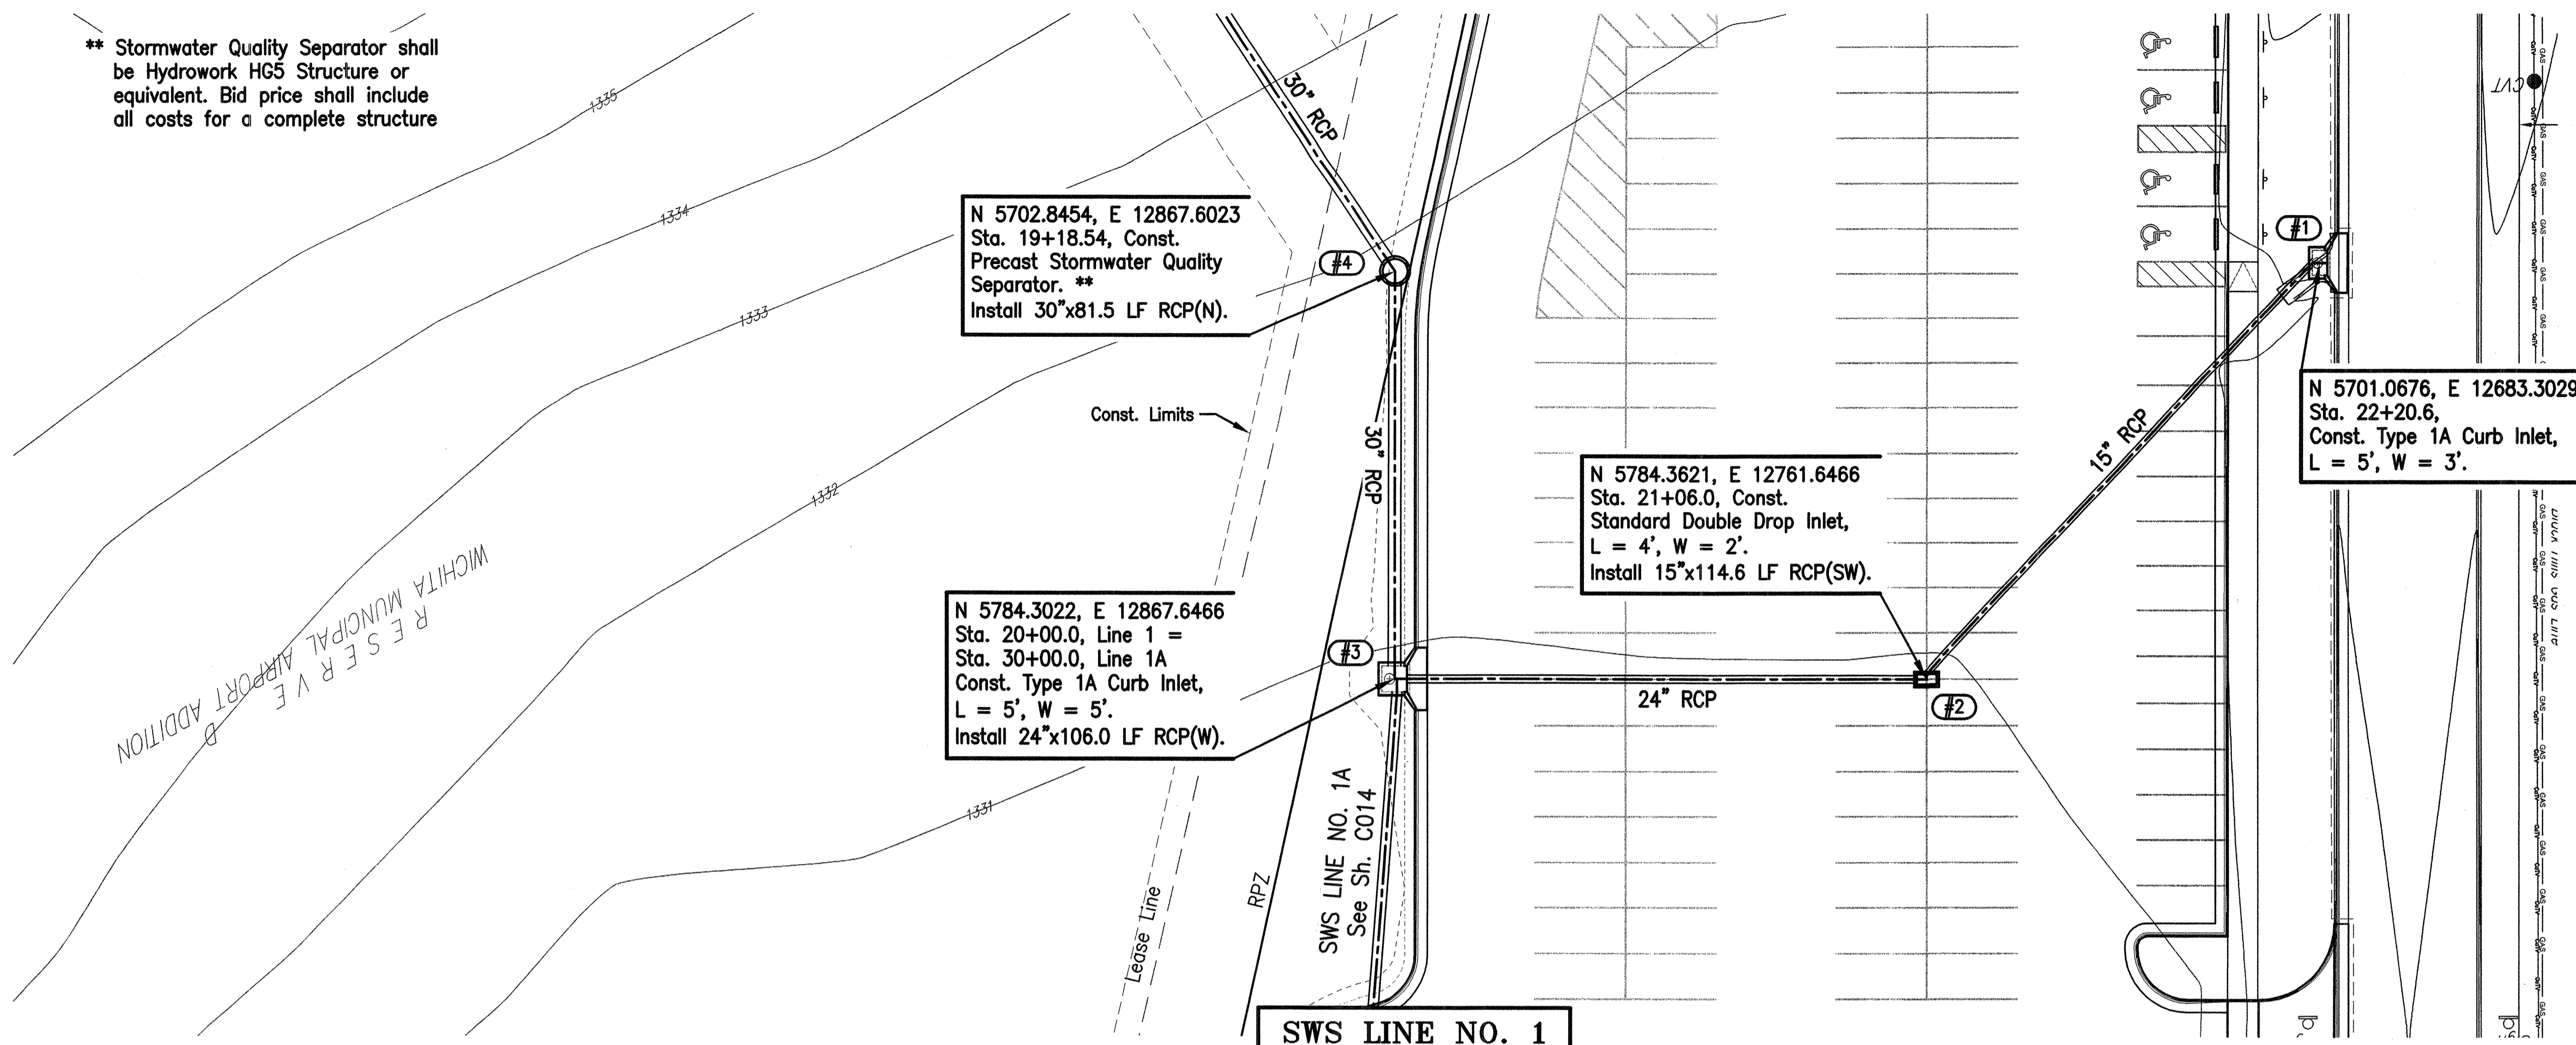 ** Stormwater Quality Separator shall
be Hydrowork HG5 Structure or
equivalent. Bid price shall include
all costs for a complete structure
1335
1334
1333
1332
1331
30" RCP
N 5702.8454, E 12867.6023
Sta. 19+18.54, Const.
Precast Stormwater Quality
Separator. **
Install 30"x81.5 LF RCP(N).
#4
Const. Limits
30" RCP
N 5784.3022, E 12867.6466
Sta. 20+00.0, Line 1 =
Sta. 30+00.0, Line 1A
Const. Type 1A Curb Inlet,
L = 5', W = 5'.
Install 24"x106.0 LF RCP(W).
#3
24" RCP
N 5784.3621, E 12761.6466
Sta. 21+06.0, Const.
Standard Double Drop Inlet,
L = 4', W = 2'.
Install 15"x114.6 LF RCP(SW).
#2
15" RCP
#1
N 5701.0676, E 12683.3029
Sta. 22+20.6,
Const. Type 1A Curb Inlet,
L = 5', W = 3'.
CVT
GAS
WICHITA MUNCIPAL AIRPORT ADDITION
RESERVE D
Lease Line
RPZ
SWS LINE NO. 1A
See Sh. C014
SWS LINE NO. 1